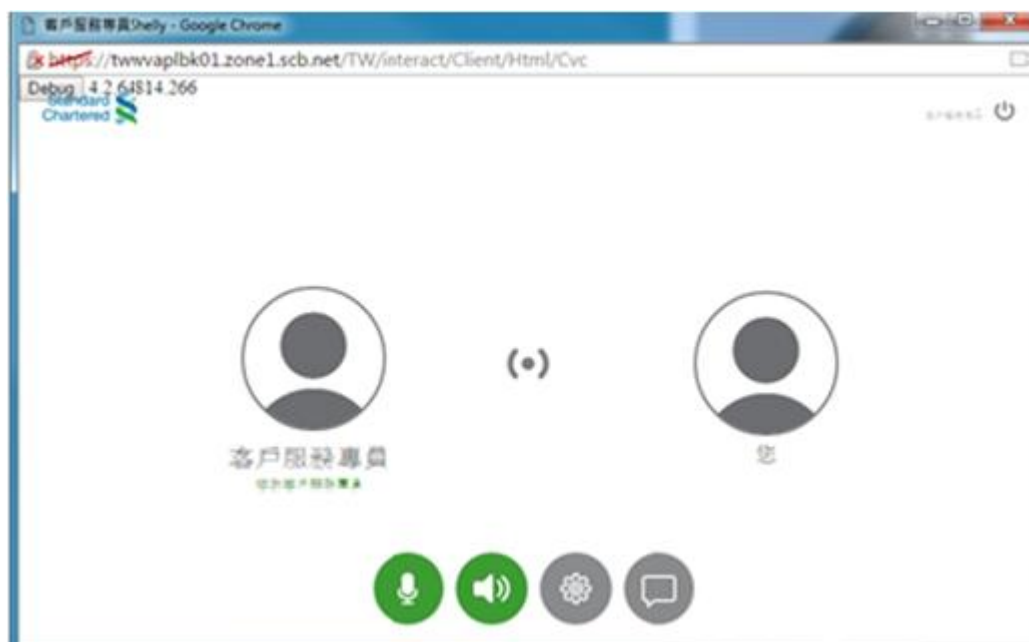 客戶服務專員Shelly - Google Chrome
https://twwvaplbk01.zone1.scb.net/TW/interact/Client/Html/Cvc
Debug 4.2.64814.266
Standard
Chartered
客戶服務專員
您